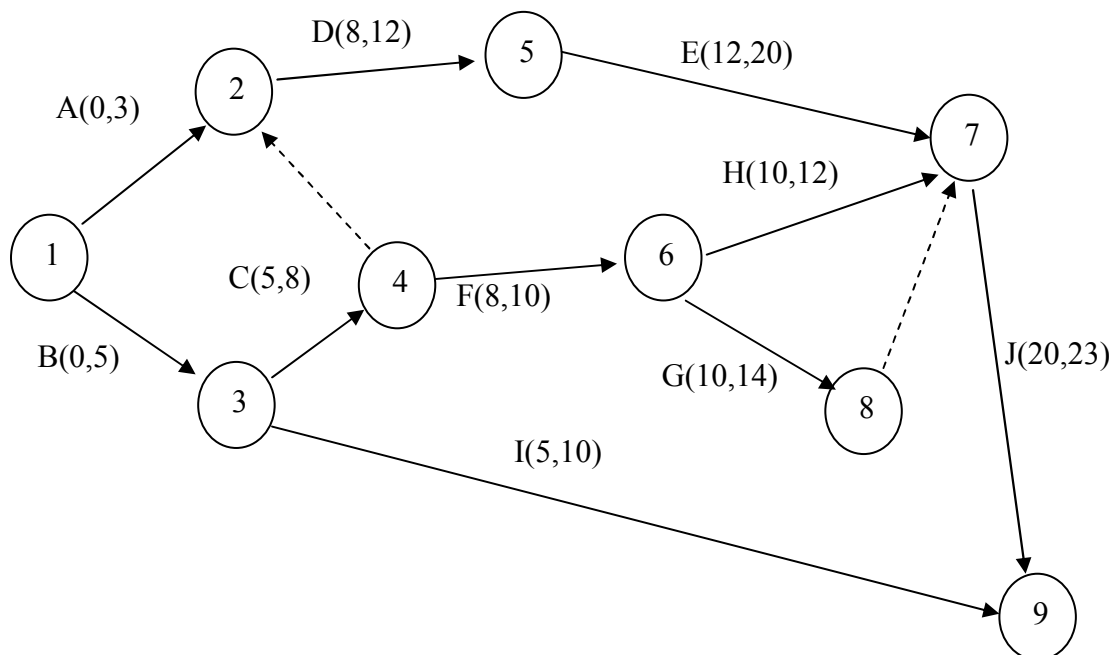 D(8,12)
5
E(12,20)
2
A(0,3)
7
H(10,12)
1
6
C(5,8)
4
F(8,10)
B(0,5)
J(20,23)
G(10,14)
3
8
I(5,10)
9